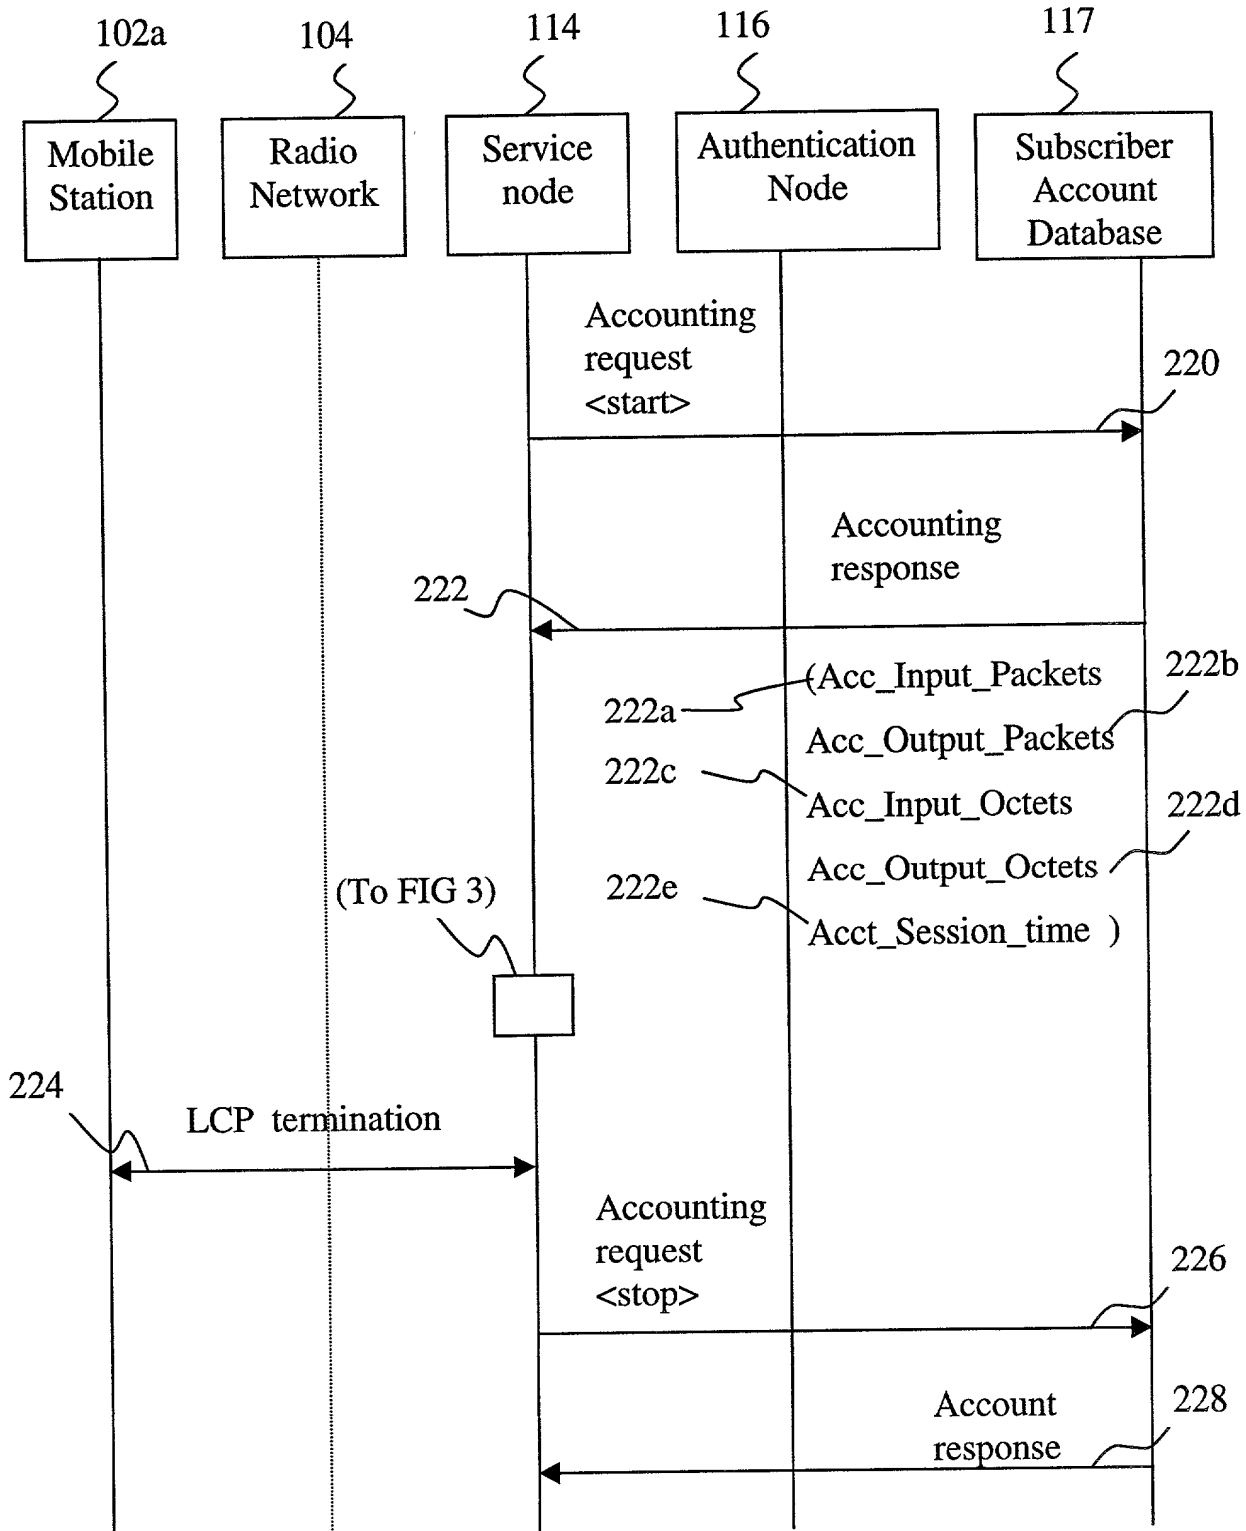 102a
104
114
116
117
Mobile
Station
Radio
Network
Service
node
Authentication
Node
Subscriber
Account
Database
Accounting
request
<start>
220
Accounting
response
222
(Acc_Input_Packets
222a
222b
Acc_Output_Packets
222c
Acc_Input_Octets
222d
Acc_Output_Octets
222e
Acct_Session_time )
(To FIG 3)
224
LCP termination
Accounting
request
<stop>
226
Account
response
228